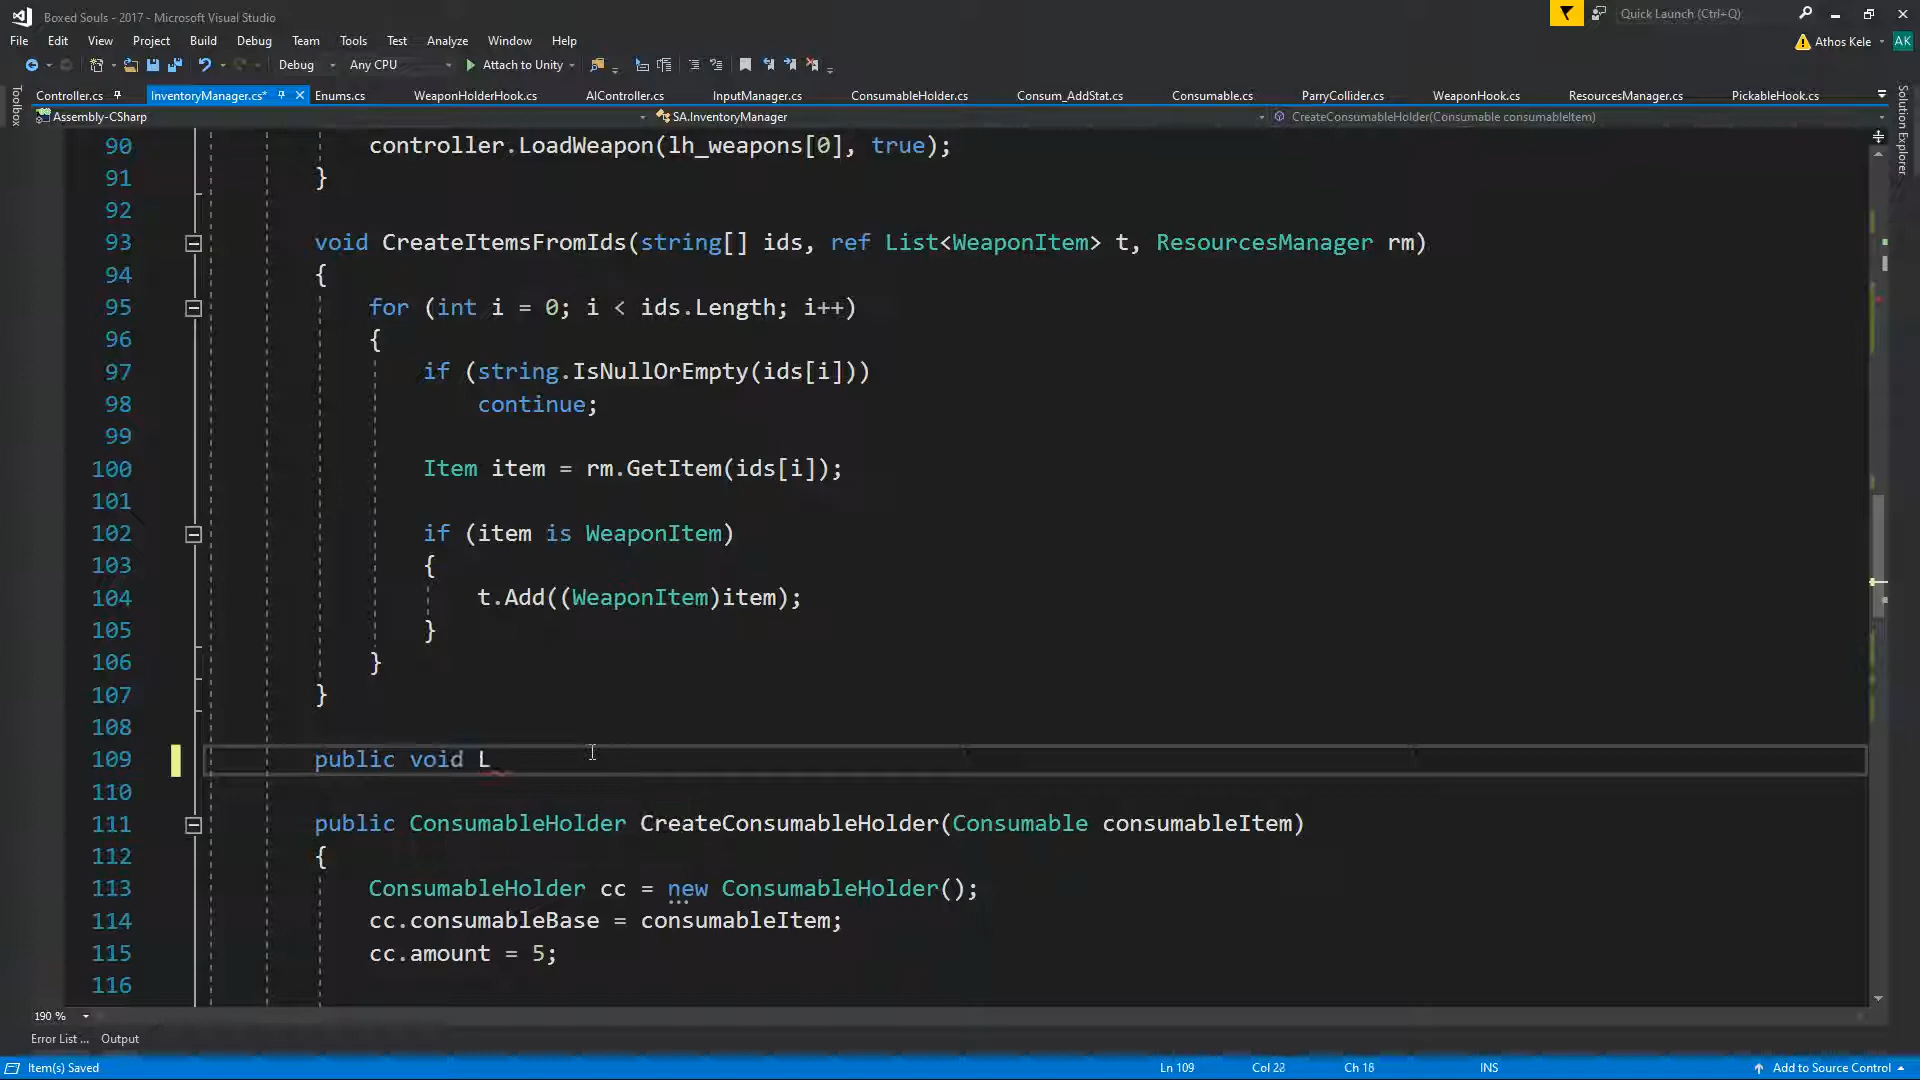 Boxed Souls - 2017 - Microsoft Visual Studio
Quick Launch (Ctrl+Q)
File Edit View Project Build Debug Team Tools Test Analyze Window Help
Athos Kele AK
Debug Any CPU Attach to Unity
Controller.cs InventoryManager.cs* Enums.cs WeaponHolderHook.cs AIController.cs InputManager.cs ConsumableHolder.cs Consum_AddStat.cs Consumable.cs ParryCollider.cs WeaponHook.cs ResourcesManager.cs PickableHook.cs
Toolbox
Solution Explorer
Assembly-CSharp SA.InventoryManager CreateConsumableHolder(Consumable consumableItem)
90 controller.LoadWeapon(lh_weapons[0], true);
91 }
92
93 void CreateItemsFromIds(string[] ids, ref List<WeaponItem> t, ResourcesManager rm)
94 {
95 for (int i = 0; i < ids.Length; i++)
96 {
97 if (string.IsNullOrEmpty(ids[i]))
98 continue;
99
100 Item item = rm.GetItem(ids[i]);
101
102 if (item is WeaponItem)
103 {
104 t.Add((WeaponItem)item);
105 }
106 }
107 }
108
109 public void L
110
111 public ConsumableHolder CreateConsumableHolder(Consumable consumableItem)
112 {
113 ConsumableHolder cc = new ConsumableHolder();
114 cc.consumableBase = consumableItem;
115 cc.amount = 5;
116
190 %
Error List ... Output
Item(s) Saved Ln 109 Col 22 Ch 16 INS Add to Source Control